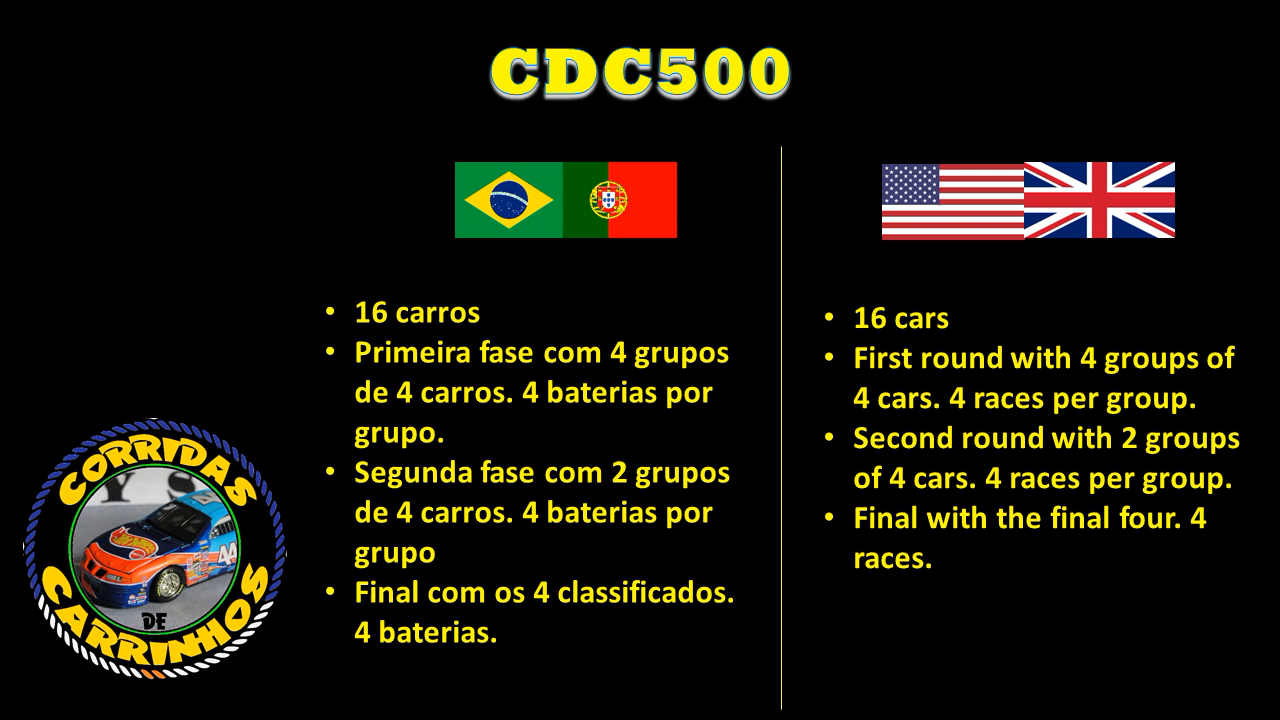 CDC500
• 16 carros
• Primeira fase com 4 grupos
de 4 carros. 4 baterias por
grupo.
• Segunda fase com 2 grupos
de 4 carros. 4 baterias por
grupo
• Final com os 4 classificados.
4 baterias.
• 16 cars
• First round with 4 groups of
4 cars. 4 races per group.
• Second round with 2 groups
of 4 cars. 4 races per group.
• Final with the final four. 4
races.
CORRIDAS
44
DE
CARRINHOS